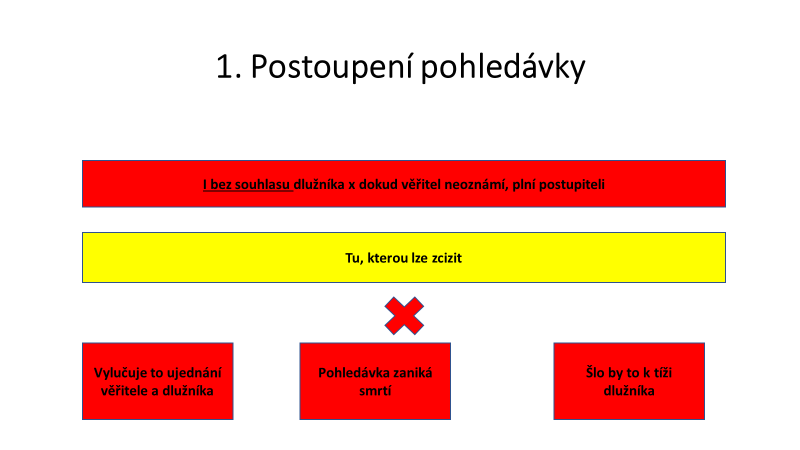 1. Postoupení pohledávky
I bez souhlasu dlužníka x dokud věřitel neoznámí, plní postupiteli
Tu, kterou lze zcizit
Vylučuje to ujednání
věřitele a dlužníka
Pohledávka zaniká
smrtí
Šlo by to k tíži
dlužníka